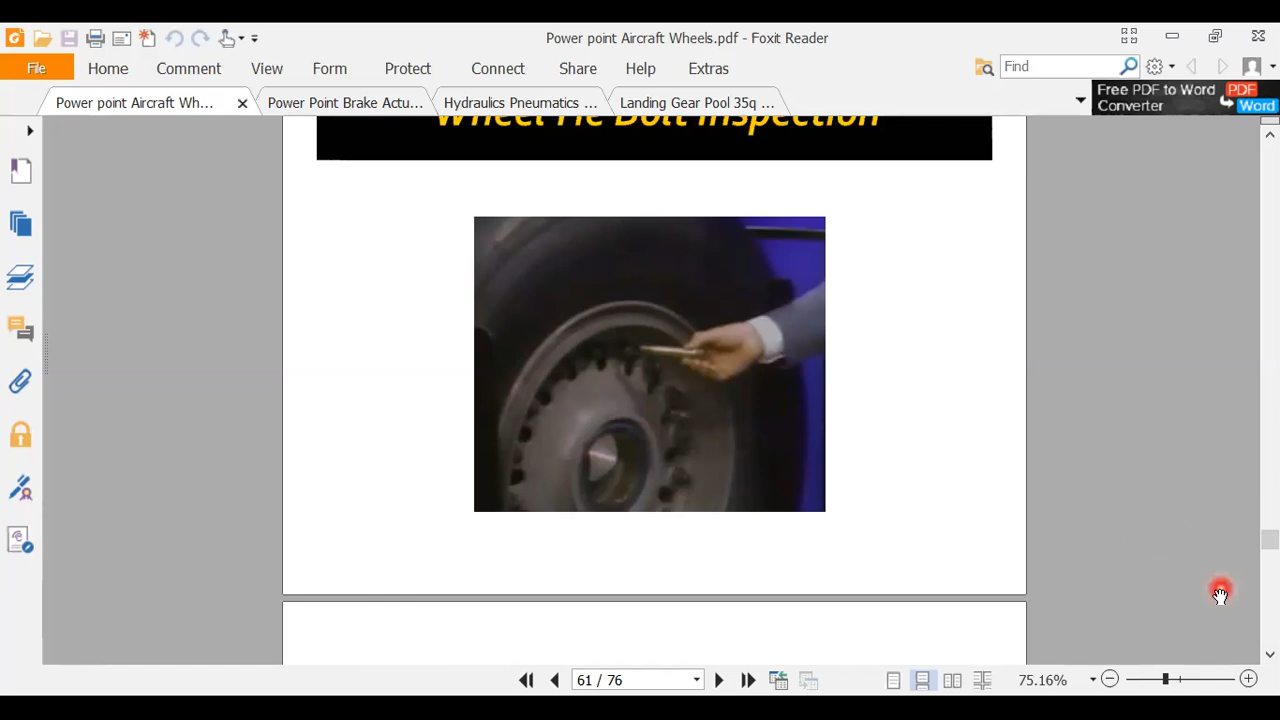 Power point Aircraft Wheels.pdf - Foxit Reader
File Home Comment View Form Protect Connect Share Help Extras
Find
Power point Aircraft Wh... Power Point Brake Actu... Hydraulics Pneumatics ... Landing Gear Pool 35q ...
Free PDF to Word Converter
PDF
Word
Wheel Tie Bolt Inspection
61 / 76
75.16%